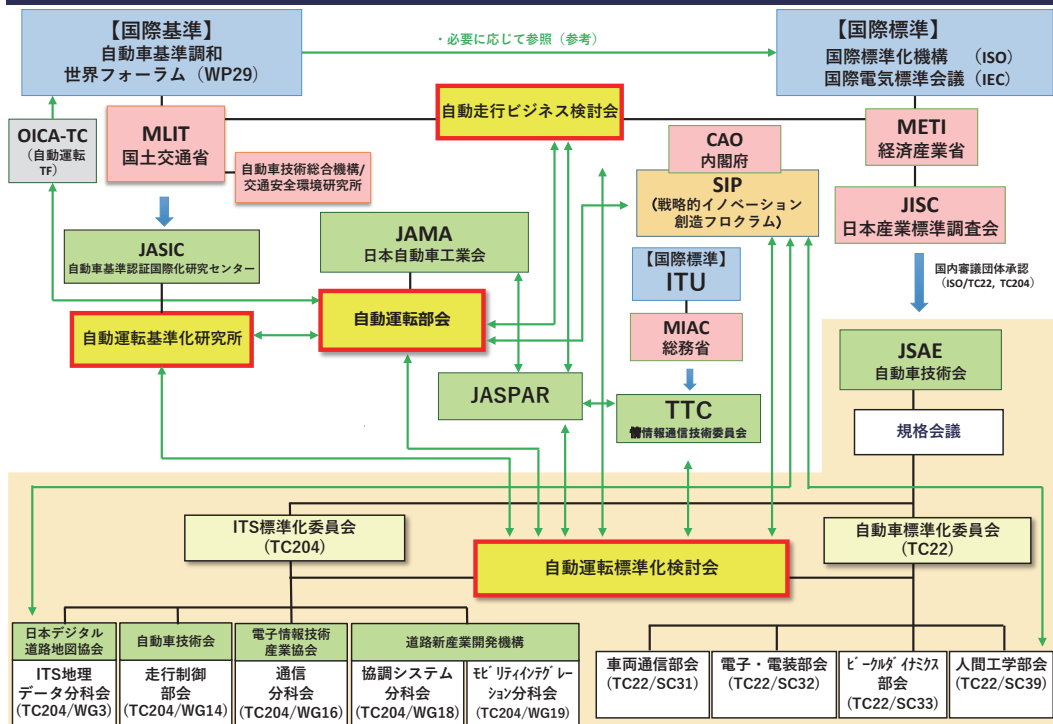 【国際基準】
自動車基準調和
世界フォーラム（WP29）
・必要に応じて参照（参考）
【国際標準】
国際標準化機構　（ISO）
国際電気標準会議（IEC）
自動走行ビジネス検討会
OICA-TC
（自動運転
TF）
MLIT
国土交通省
自動車技術総合機構/
交通安全環境研究所
CAO
内閣府
SIP
(戦略的イノベーション
創造フロクラム）
METI
経済産業省
JISC
日本産業標準調査会
JASIC
自動車基準認証国際化研究センター
JAMA
日本自動車工業会
【国際標準】
ITU
国内審議団体承認
（ISO/TC22, TC204）
自動運転基準化研究所
自動運転部会
MIAC
総務省
JSAE
自動車技術会
JASPAR
TTC
情報通信技術委員会
規格会議
ITS標準化委員会
(TC204)
自動車標準化委員会
(TC22)
自動運転標準化検討会
日本デジタル
道路地図協会
ITS地理
データ分科会
(TC204/WG3)
自動車技術会
走行制御
部会
(TC204/WG14)
電子情報技術
産業協会
通信
分科会
(TC204/WG16)
道路新産業開発機構
協調システム
分科会
(TC204/WG18)
ﾓﾋﾞﾘﾃｨｲﾝﾃｸﾞﾚｰ
ｼｮﾝ分科会
(TC204/WG19)
車両通信部会
(TC22/SC31)
電子・電装部会
(TC22/SC32)
ﾋﾞｰｸﾙﾀﾞｲﾅﾐｸｽ
部会
(TC22/SC33)
人間工学部会
(TC22/SC39)